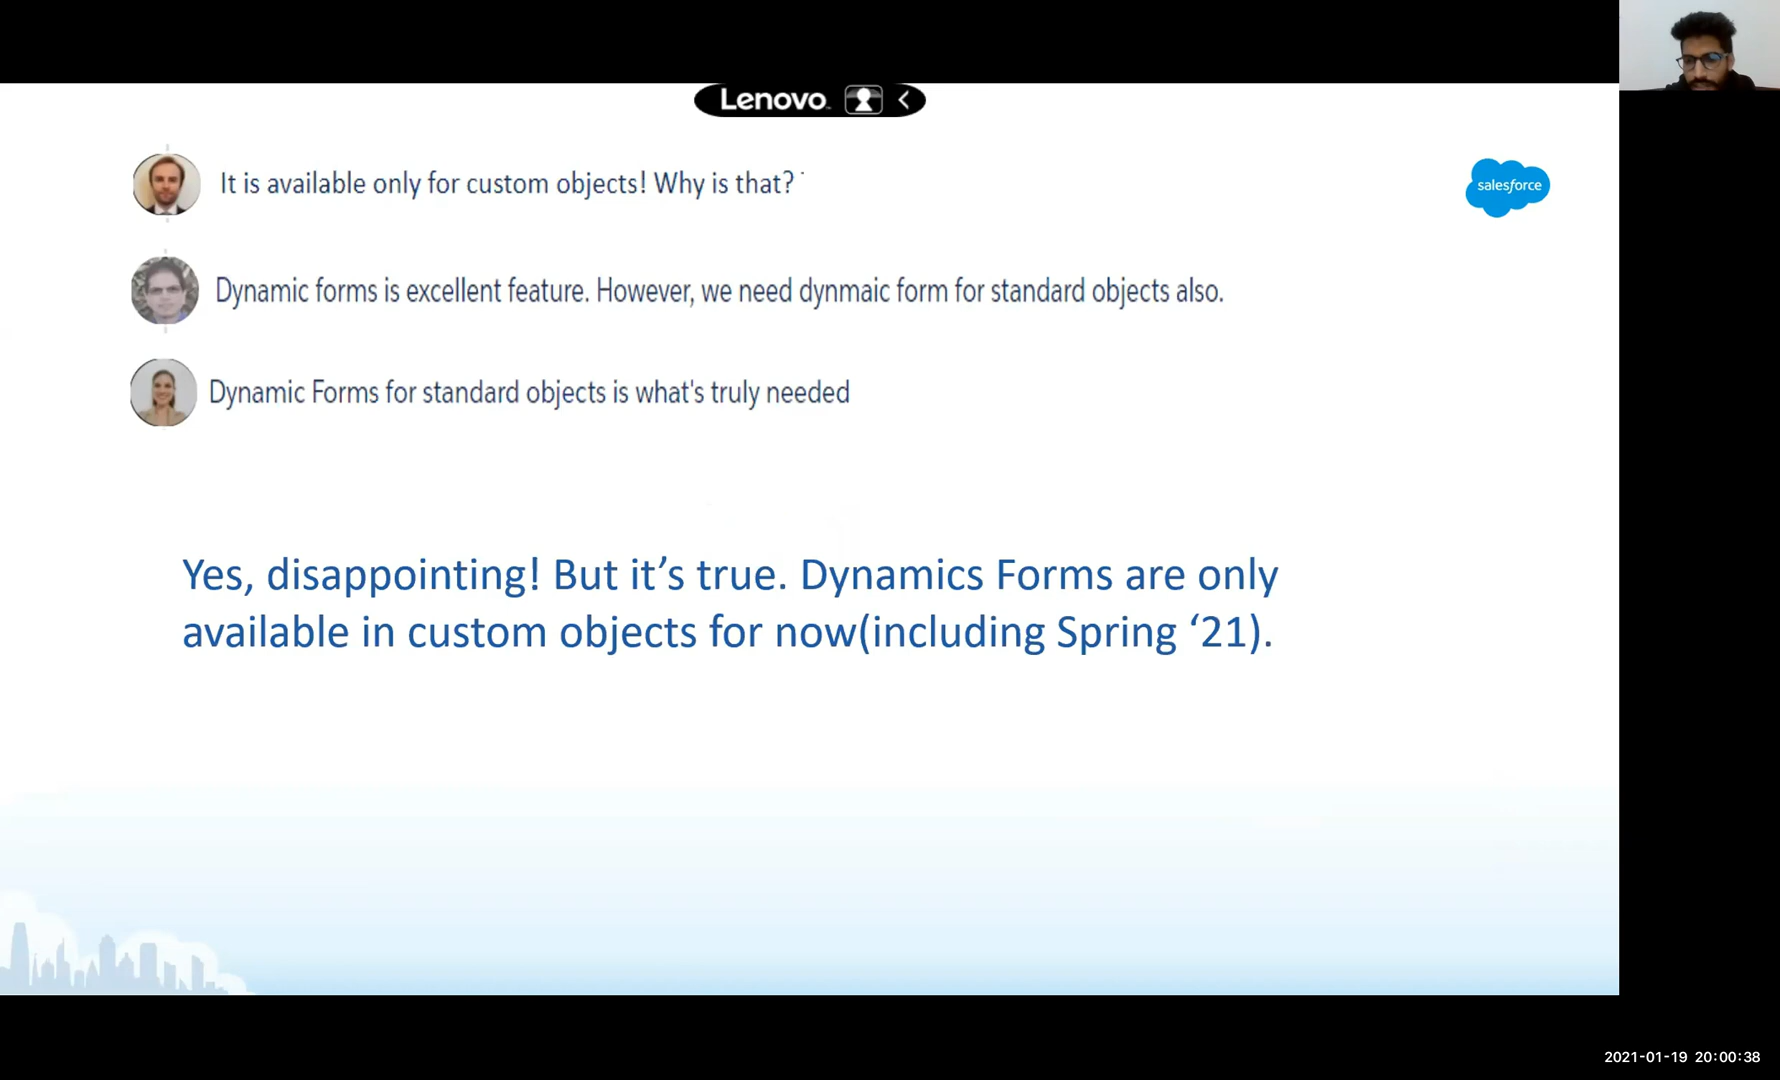 Lenovo
It is available only for custom objects! Why is that?
salesforce
Dynamic forms is excellent feature. However, we need dynmaic form for standard objects also.
Dynamic Forms for standard objects is what's truly needed
Yes, disappointing! But it’s true. Dynamics Forms are only
available in custom objects for now(including Spring ‘21).
2021-01-19 20:00:38